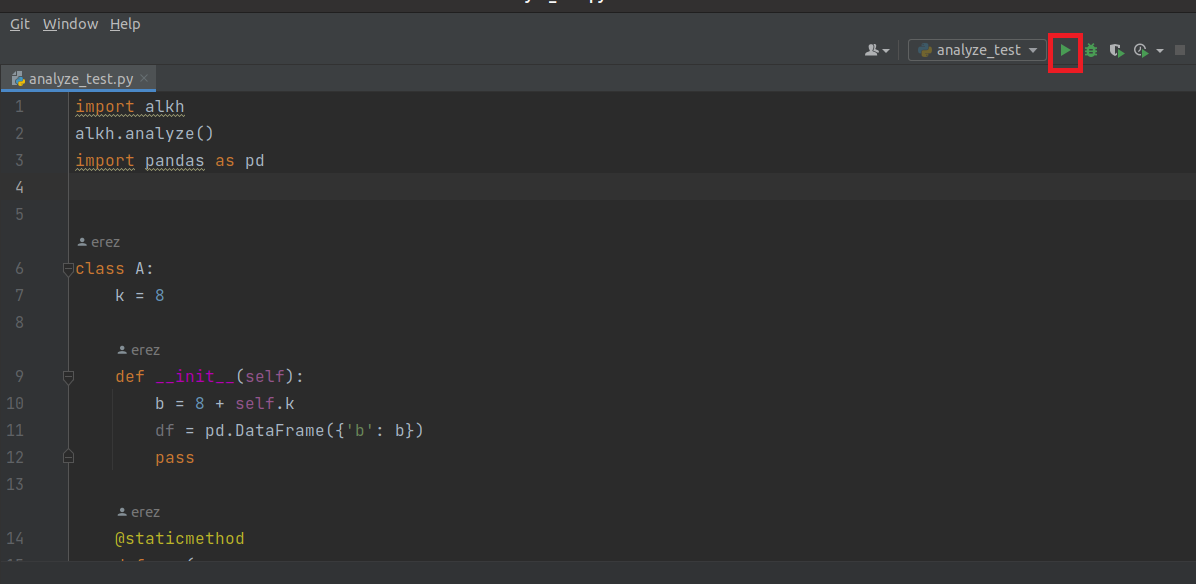 Git Window Help
analyze_test
analyze_test.py
1 import alkh
2 alkh.analyze()
3 import pandas as pd
4
5
erez
6 class A:
7 k = 8
8
erez
9 def __init__(self):
10 b = 8 + self.k
11 df = pd.DataFrame({'b': b})
12 pass
13
erez
14 @staticmethod